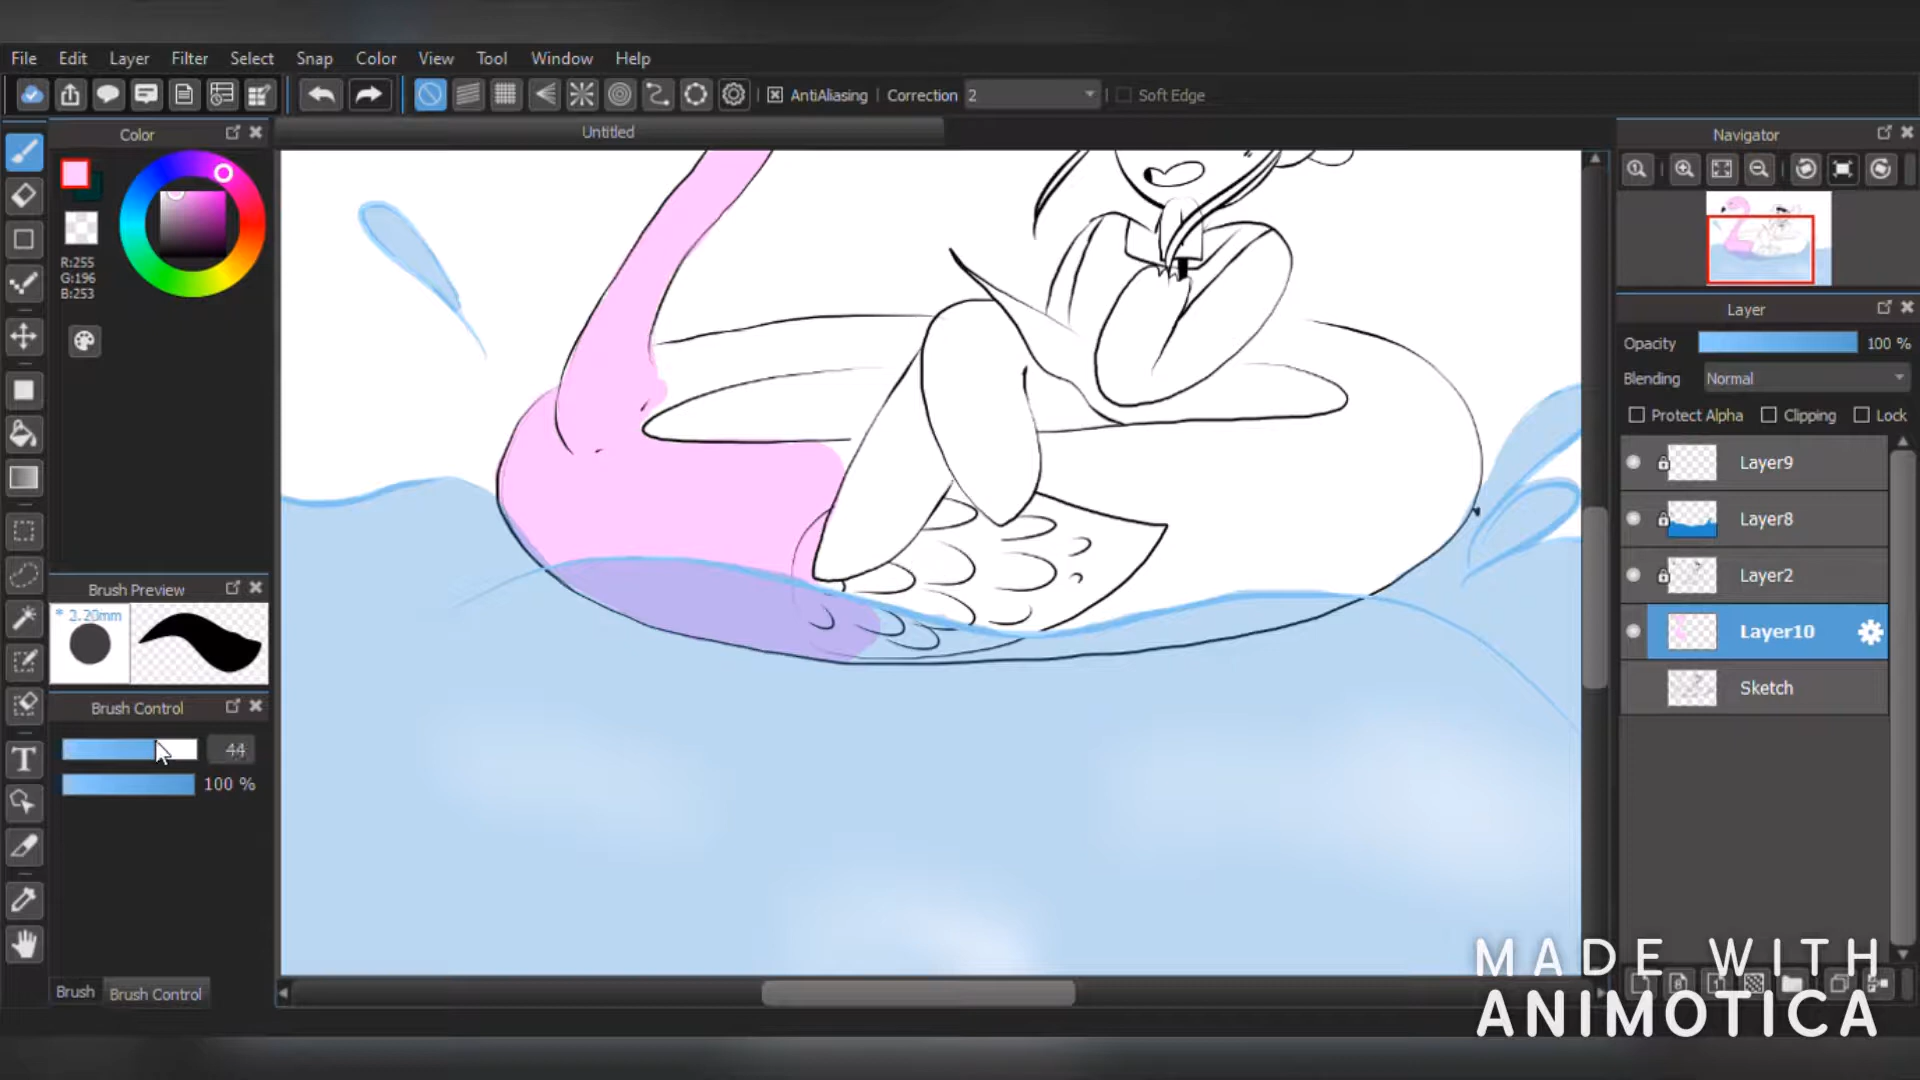 File Edit Layer Filter Select Snap Color View Tool Window Help
AntiAliasing Correction 2 Soft Edge
Color
Untitled
Navigator
R:255
G:196
B:253
Layer
Opacity 100 %
Blending Normal
Protect Alpha Clipping Lock
Layer9
Layer8
Layer2
Layer10
Sketch
Brush Preview
* 3.20mm
Brush Control
44
100 %
T
Brush Brush Control
MADE WITH
ANIMOTICA